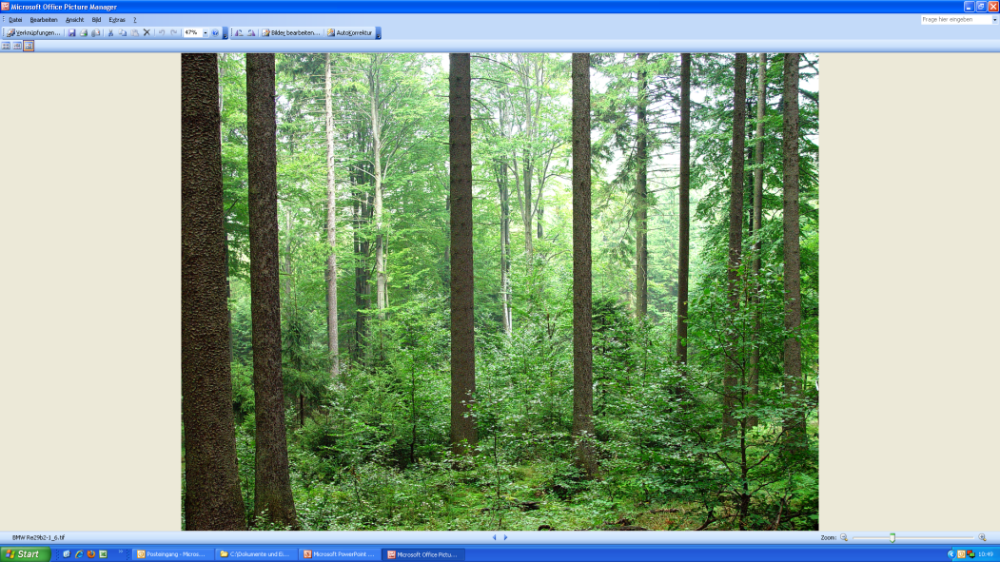 Microsoft Office Picture Manager
Datei Bearbeiten Ansicht Bild Extras ? Frage hier eingeben
Verknüpfungen... 47% Bilder bearbeiten... AutoKorrektur
BMW Re29b2-1_6.tif Zoom:
Start Posteingang - Micros... C:\Dokumente und Ei... Microsoft PowerPoint ... Microsoft Office Pictu... 10:49